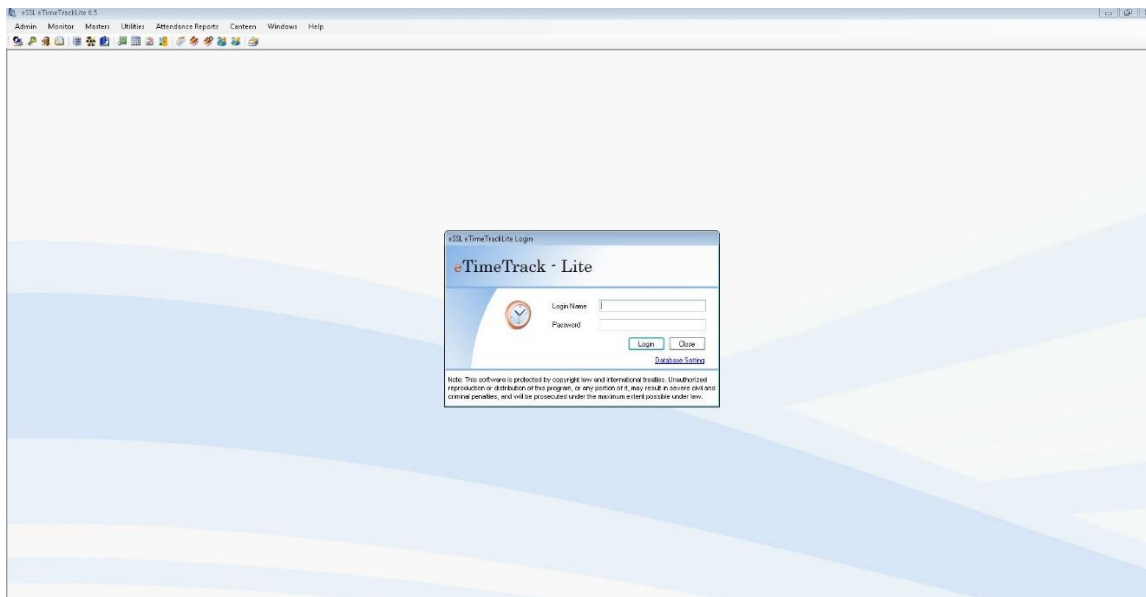 eSSL eTimeTrackLite 6.5
Admin Monitor Masters Utilities Attendance Reports Canteen Windows Help
eSSL eTimeTrackLite Login
eTimeTrack - Lite
Login Name
Password
Login Close
Database Setting
Note: This software is protected by copyright law and international treaties. Unauthorized
reproduction or distribution of this program, or any portion of it, may result in severe civil and
criminal penalties, and will be prosecuted under the maximum extent possible under law.